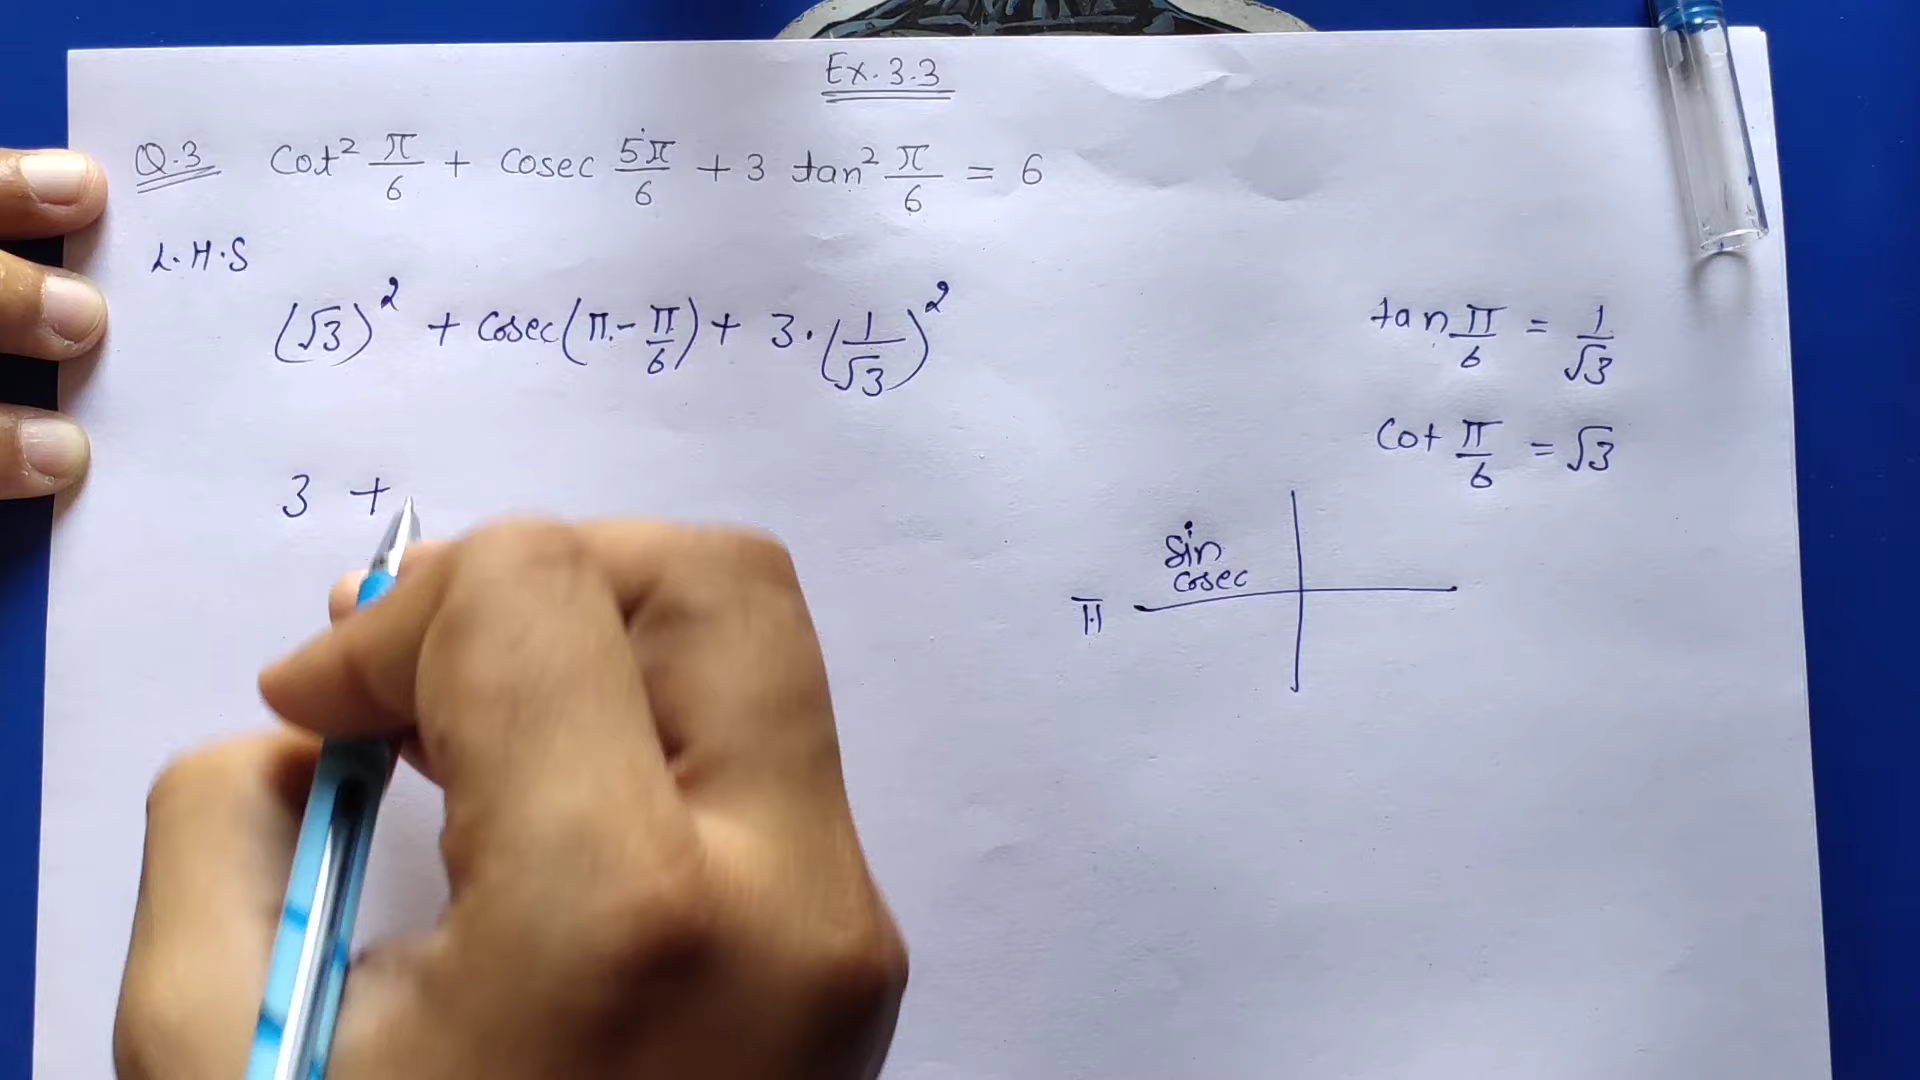 Ex. 3.3
Q.3 Cot² π/6 + Cosec 5π/6 + 3 tan² π/6 = 6
L.H.S
(√3)² + Cosec(π - π/6) + 3·(1/√3)²
3 +
tan π/6 = 1/√3
Cot π/6 = √3
Sin
Cosec
π